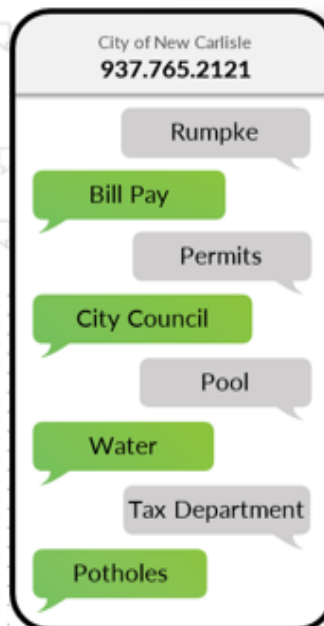 City of New Carlisle
937.765.2121
Rumpke
Bill Pay
Permits
City Council
Pool
Water
Tax Department
Potholes